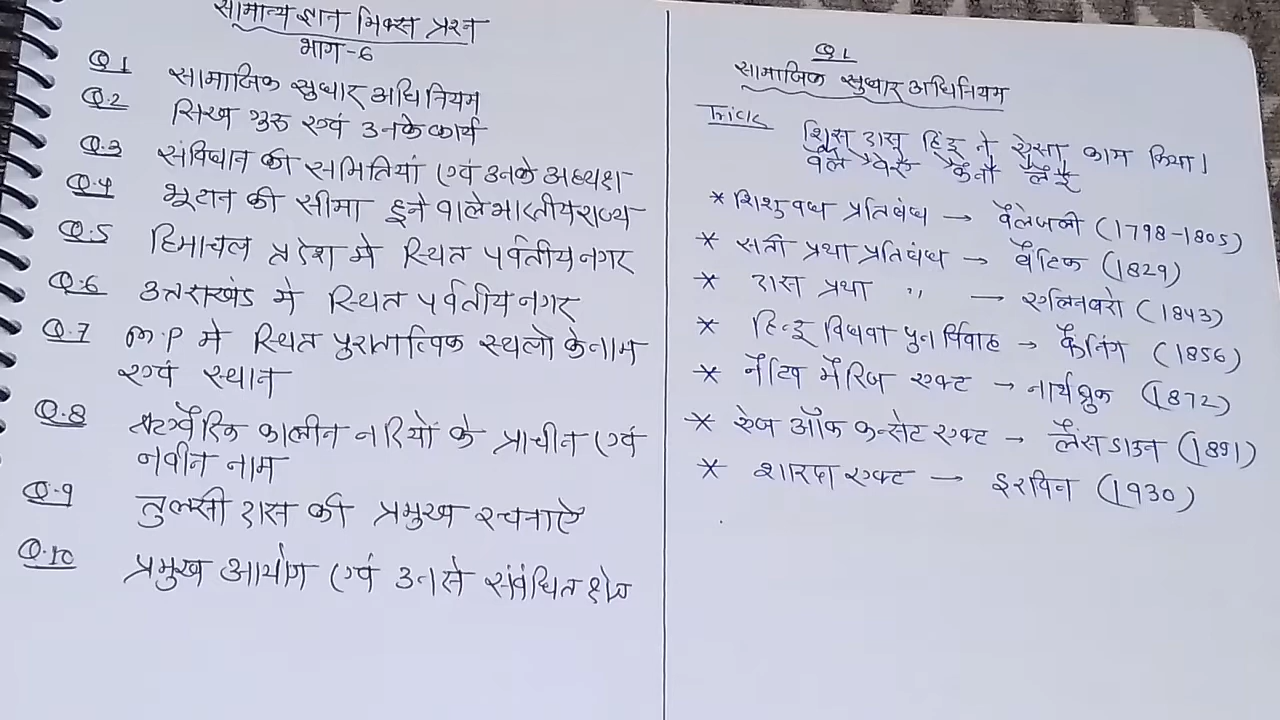 सामान्य ज्ञान मिक्स प्रश्न
भाग-6
Q 1 सामाजिक सुधार अधिनियम
Q.2 सिख गुरु एवं उनके कार्य
Q.3 संविधान की समितियां एवं उनके अध्यक्ष
Q.4 भूटान की सीमा छूने वाले भारतीय राज्य
Q.5 हिमाचल प्रदेश मे स्थित पर्वतीय नगर
Q.6 उत्तराखंड मे स्थित पर्वतीय नगर
Q.7 M.P मे स्थित पुरातात्विक स्थलो के नाम
एवं स्थान
Q.8 ऋग्वैदिक कालीन नदियो के प्राचीन एवं
नवीन नाम
Q.9 तुलसी दास की प्रमुख रचनाऐं
Q.10 प्रमुख आयोग एवं उनसे संबंधित क्षेत्र
Q 1
सामाजिक सुधार अधिनियम
Trick शिस दास हिंदू ने ऐसा काम किया।
* शिशु वध प्रतिबंध → वैलेजली (1798-1805)
* सती प्रथा प्रतिबंध → बैंटिक (1829)
* दास प्रथा " → एलिनबरो (1843)
* हिन्दू विधवा पुनर्विवाह → कैनिंग (1856)
* नैटिव मैरिज एक्ट → नार्थब्रुक (1872)
* एज ऑफ कन्सेट एक्ट → लैंसडाउन (1891)
* शारदा एक्ट → इरविन (1930)